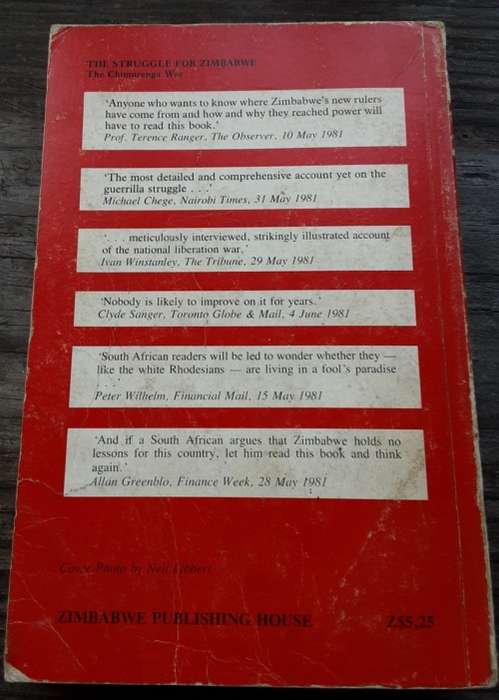 THE STRUGGLE FOR ZIMBABWE
The Chimurenga War
'Anyone who wants to know where Zimbabwe's new rulers
have come from and how and why they reached power will
have to read this book.'
Prof. Terence Ranger, The Observer, 10 May 1981
'The most detailed and comprehensive account yet on the
guerrilla struggle . . .'
Michael Chege, Nairobi Times, 31 May 1981
'. . . meticulously interviewed, strikingly illustrated account
of the national liberation war.'
Ivan Winstanley, The Tribune, 29 May 1981
'Nobody is likely to improve on it for years.'
Clyde Sanger, Toronto Globe & Mail, 4 June 1981
'South African readers will be led to wonder whether they —
like the white Rhodesians — are living in a fool's paradise
. . .'
Peter Wilhelm, Financial Mail, 15 May 1981
'And if a South African argues that Zimbabwe holds no
lessons for this country, let him read this book and think
again.'
Allan Greenblo, Finance Week, 28 May 1981
Cover Photo by Neil Libbert
ZIMBABWE PUBLISHING HOUSE Z$5,25